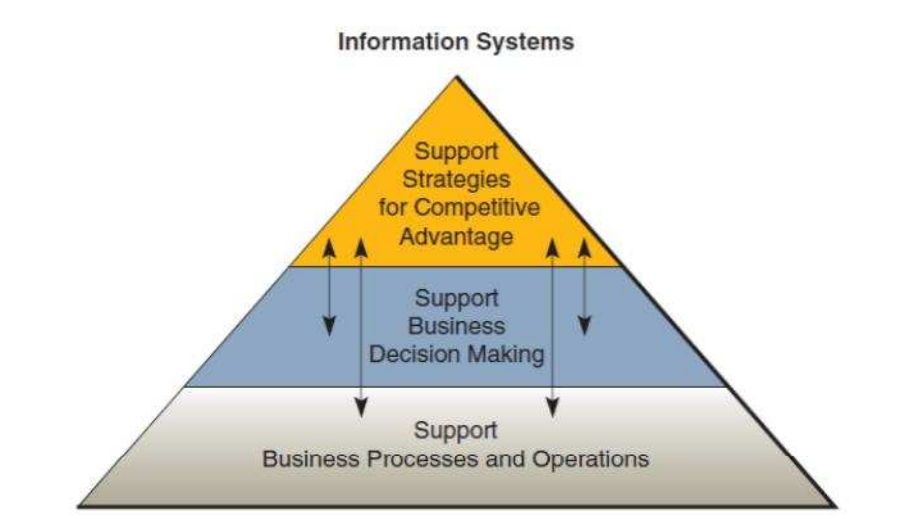 Information Systems
Support
Strategies
for Competitive
Advantage
Support
Business
Decision Making
Support
Business Processes and Operations